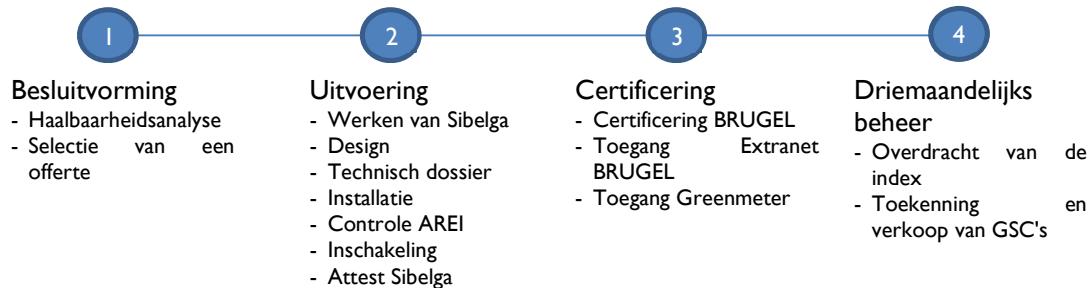 1
2
3
4
Besluitvorming
- Haalbaarheidsanalyse
- Selectie van een
offerte
Uitvoering
- Werken van Sibelga
- Design
- Technisch dossier
- Installatie
- Controle AREI
- Inschakeling
- Attest Sibelga
Certificering
- Certificering BRUGEL
- Toegang Extranet
BRUGEL
- Toegang Greenmeter
Driemaandelijks
beheer
- Overdracht van de
index
- Toekenning en
verkoop van GSC's